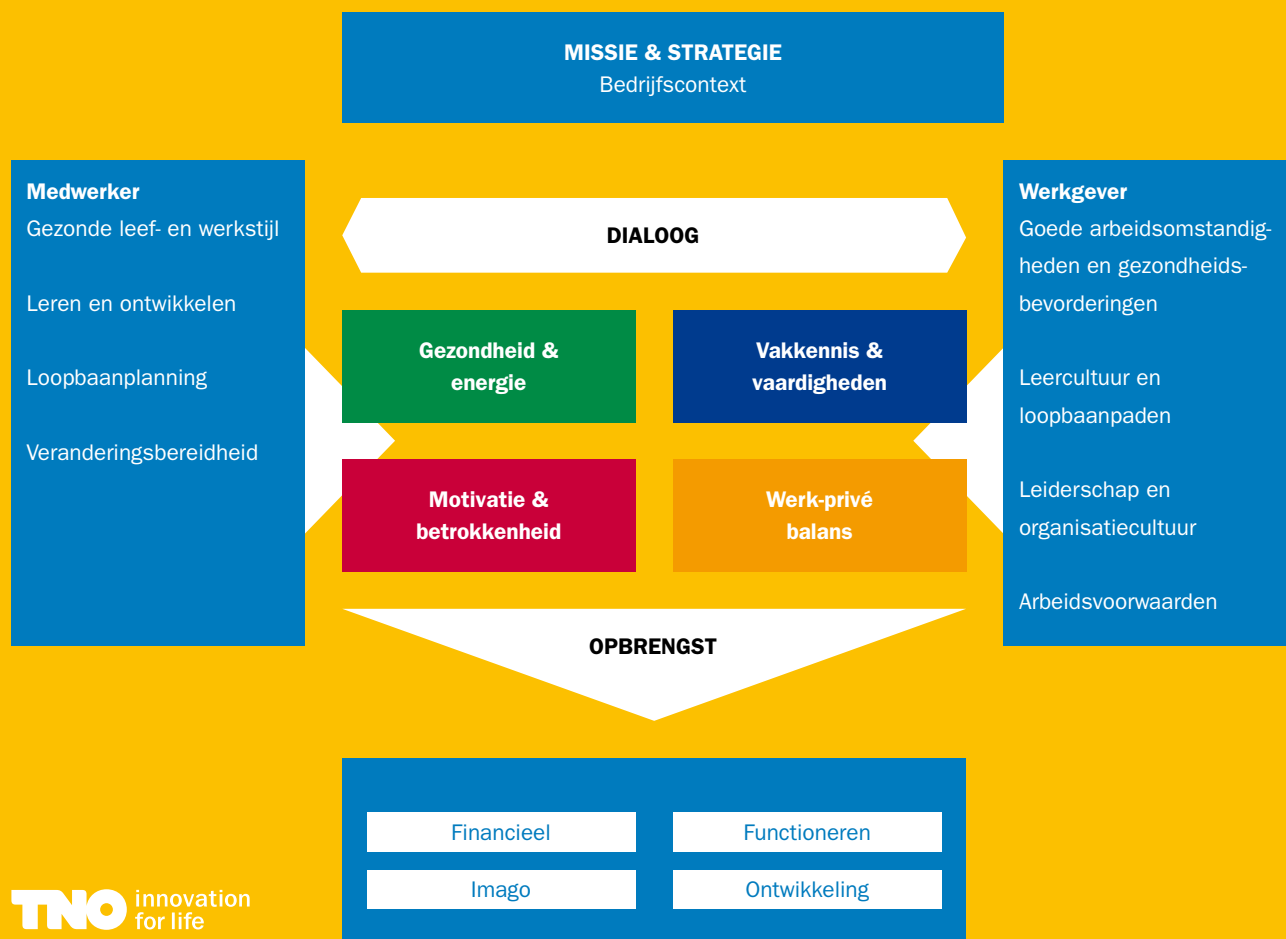 MISSIE & STRATEGIE
Bedrijfscontext
Medwerker
Gezonde leef- en werkstijl
Leren en ontwikkelen
Loopbaanplanning
Veranderingsbereidheid
DIALOOG
Gezondheid &
energie
Vakkennis &
vaardigheden
Motivatie &
betrokkenheid
Werk-privé
balans
Werkgever
Goede arbeidsomstandig-
heden en gezondheids-
bevorderingen
Leercultuur en
loopbaanpaden
Leiderschap en
organisatiecultuur
Arbeidsvoorwaarden
OPBRENGST
Financieel
Functioneren
Imago
Ontwikkeling
TNO innovation
for life